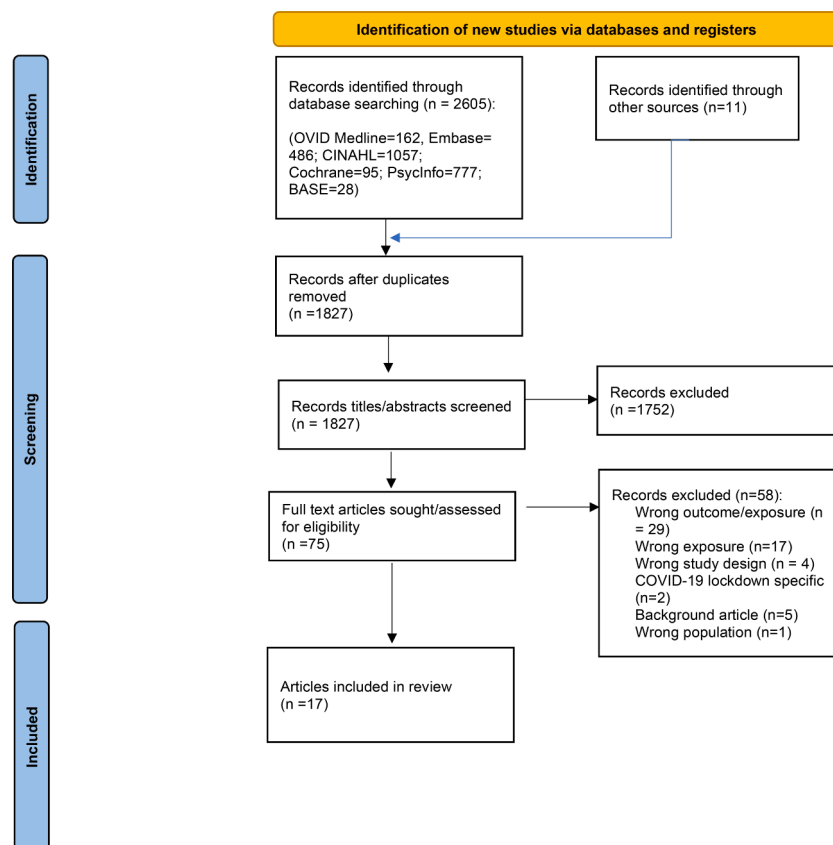 Identification of new studies via databases and registers
Identification
Records identified through
database searching (n = 2605):
(OVID Medline=162, Embase=
486; CINAHL=1057;
Cochrane=95; PsycInfo=777;
BASE=28)
Records identified through
other sources (n=11)
Screening
Records after duplicates
removed
(n =1827)
Records titles/abstracts screened
(n = 1827)
Records excluded
(n =1752)
Full text articles sought/assessed
for eligibility
(n =75)
Records excluded (n=58):
Wrong outcome/exposure (n
= 29)
Wrong exposure (n=17)
Wrong study design (n = 4)
COVID-19 lockdown specific
(n=2)
Background article (n=5)
Wrong population (n=1)
Included
Articles included in review
(n =17)